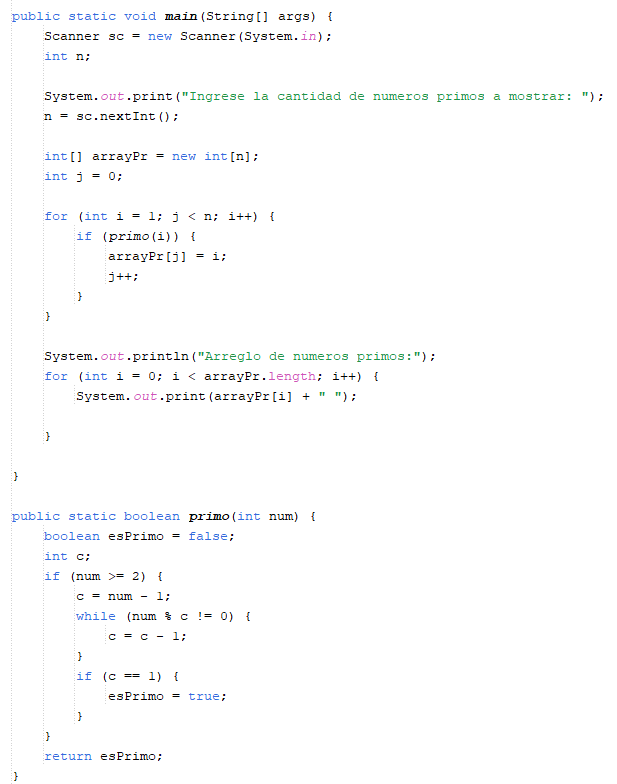 public static void main(String[] args) {
    Scanner sc = new Scanner(System.in);
    int n;

    System.out.print("Ingrese la cantidad de numeros primos a mostrar: ");
    n = sc.nextInt();

    int[] arrayPr = new int[n];
    int j = 0;

    for (int i = 1; j < n; i++) {
        if (primo(i)) {
            arrayPr[j] = i;
            j++;
        }
    }

    System.out.println("Arreglo de numeros primos:");
    for (int i = 0; i < arrayPr.length; i++) {
        System.out.print(arrayPr[i] + " ");

    }

}

public static boolean primo(int num) {
    boolean esPrimo = false;
    int c;
    if (num >= 2) {
        c = num - 1;
        while (num % c != 0) {
            c = c - 1;
        }
        if (c == 1) {
            esPrimo = true;
        }
    }
    return esPrimo;
}